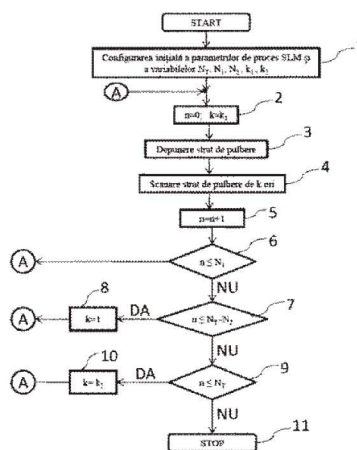 START
Configurarea inițială a parametrilor de proces SLM și
a variabilelor N_T, N_1, N_2, k_1, k_2
A
n=0; k=k_1
2
Depunere strat de pulbere
3
Scanare strat de pulbere de k ori
4
n=n+1
5
6
A
n ≤ N_1
NU
8
7
A
k=1
DA
n ≤ N_T-N_2
NU
10
9
A
k=k_2
DA
n ≤ N_T
NU
STOP
11